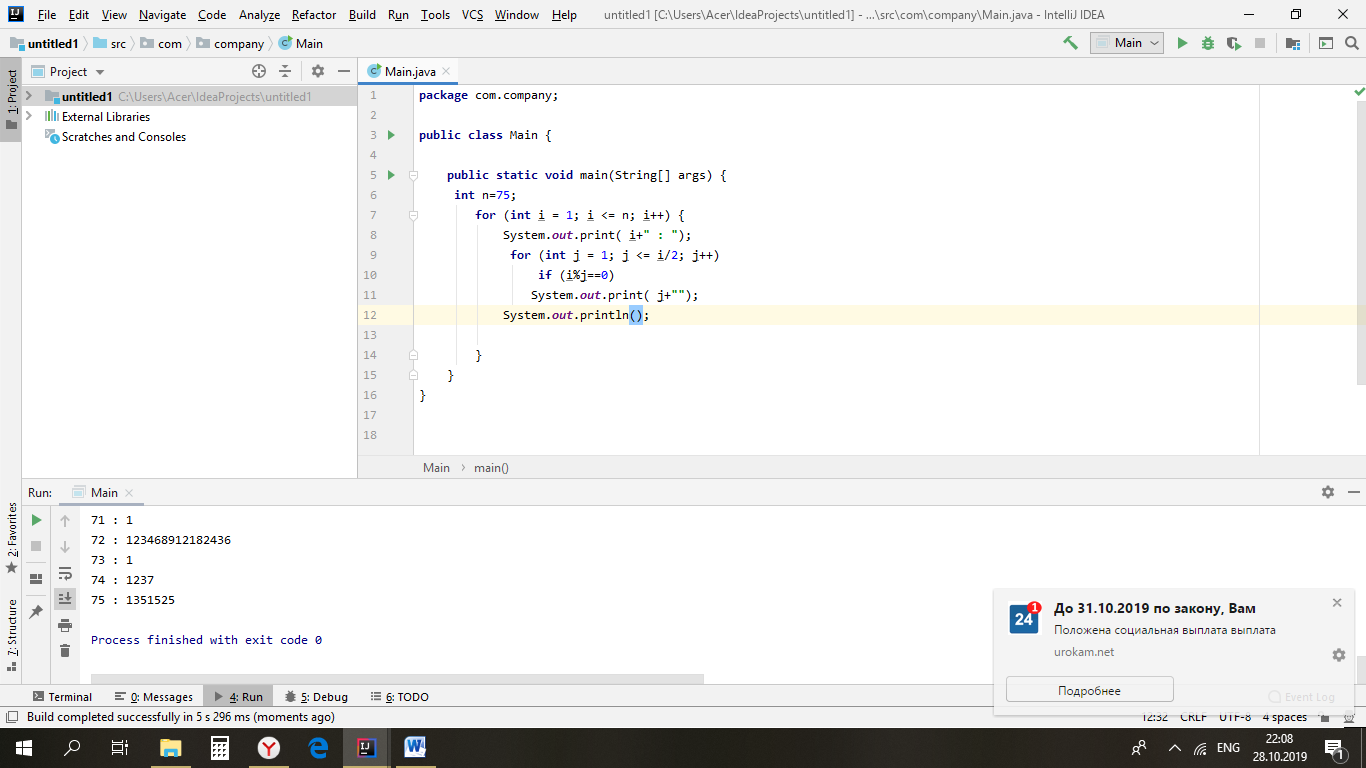 File Edit View Navigate Code Analyze Refactor Build Run Tools VCS Window Help untitled1 [C:\Users\Acer\IdeaProjects\untitled1] - ...\src\com\company\Main.java - IntelliJ IDEA
untitled1 src com company Main Main
1: Project
Project
Main.java
untitled1 C:\Users\Acer\IdeaProjects\untitled1
External Libraries
Scratches and Consoles
1 package com.company;
2
3 public class Main {
4
5 public static void main(String[] args) {
6 int n=75;
7 for (int i = 1; i <= n; i++) {
8 System.out.print( i+" : ");
9 for (int j = 1; j <= i/2; j++)
10 if (i%j==0)
11 System.out.print( j+"");
12 System.out.println();
13
14 }
15 }
16 }
17
18
Main main()
Run: Main
2: Favorites
7: Structure
71 : 1
72 : 123468912182436
73 : 1
74 : 1237
75 : 1351525
Process finished with exit code 0
24 1
До 31.10.2019 по закону, Вам
Положена социальная выплата выплата
urokam.net
Подробнее
Terminal 0: Messages 4: Run 5: Debug 6: TODO Event Log
Build completed successfully in 5 s 296 ms (moments ago) 12:32 CRLF UTF-8 4 spaces
ENG
22:08
28.10.2019
1